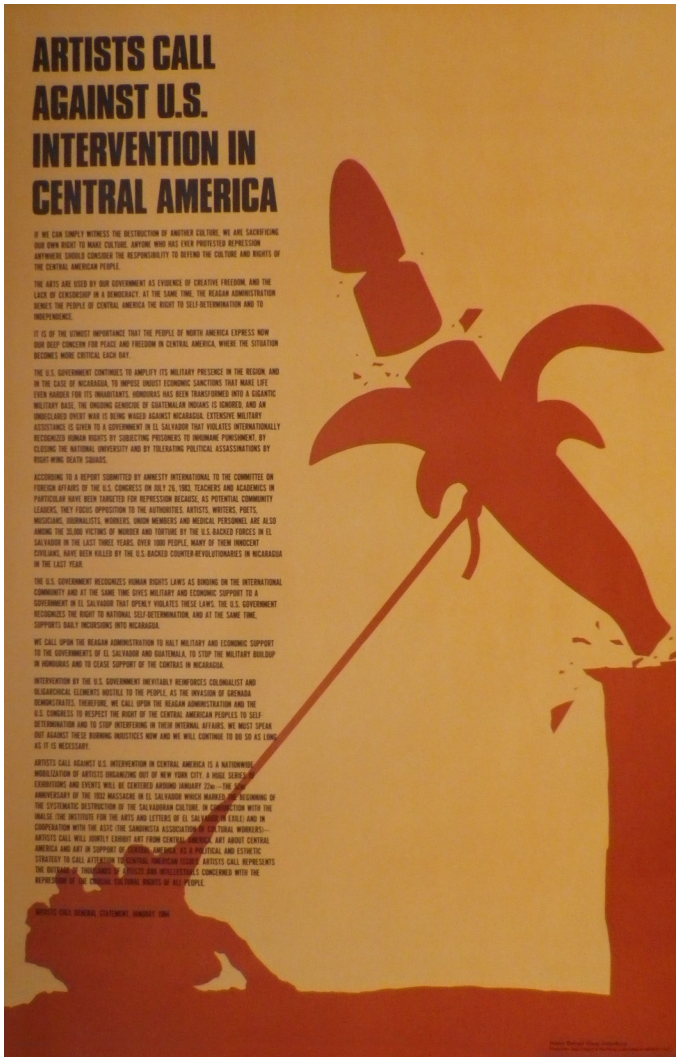 ARTISTS CALL
AGAINST U.S.
INTERVENTION IN
CENTRAL AMERICA
IF WE CAN SIMPLY WITNESS THE DESTRUCTION OF ANOTHER CULTURE, WE ARE SACRIFICING
OUR OWN RIGHT TO MAKE CULTURE. ANYONE WHO HAS EVER PROTESTED REPRESSION
ANYWHERE SHOULD CONSIDER THE RESPONSIBILITY TO DEFEND THE CULTURE AND RIGHTS OF
THE CENTRAL AMERICAN PEOPLE.
THE ARTS ARE USED BY OUR GOVERNMENT AS EVIDENCE OF CREATIVE FREEDOM, AND THE
LACK OF CENSORSHIP IN A DEMOCRACY. AT THE SAME TIME, THE REAGAN ADMINISTRATION
DENIES THE PEOPLE OF CENTRAL AMERICA THE RIGHT TO SELF-DETERMINATION AND TO
INDEPENDENCE.
IT IS OF THE UTMOST IMPORTANCE THAT THE PEOPLE OF NORTH AMERICA EXPRESS NOW
OUR DEEP CONCERN FOR PEACE AND FREEDOM IN CENTRAL AMERICA, WHERE THE SITUATION
BECOMES MORE CRITICAL EACH DAY.
THE U.S. GOVERNMENT CONTINUES TO AMPLIFY ITS MILITARY PRESENCE IN THE REGION, AND
IN THE CASE OF NICARAGUA, TO IMPOSE UNJUST ECONOMIC SANCTIONS THAT MAKE LIFE
EVEN HARDER FOR ITS INHABITANTS. HONDURAS HAS BEEN TRANSFORMED INTO A GIGANTIC
MILITARY BASE, THE ONGOING GENOCIDE OF GUATEMALAN INDIANS IS IGNORED, AND AN
UNDECLARED OVERT WAR IS BEING WAGED AGAINST NICARAGUA. EXTENSIVE MILITARY
ASSISTANCE IS GIVEN TO A GOVERNMENT IN EL SALVADOR THAT VIOLATES INTERNATIONALLY
RECOGNIZED HUMAN RIGHTS BY SUBJECTING PRISONERS TO INHUMANE PUNISHMENT, BY
CLOSING THE NATIONAL UNIVERSITY AND BY TOLERATING POLITICAL ASSASSINATIONS BY
RIGHT-WING DEATH SQUADS.
ACCORDING TO A REPORT SUBMITTED BY AMNESTY INTERNATIONAL TO THE COMMITTEE ON
FOREIGN AFFAIRS OF THE U.S. CONGRESS ON JULY 26, 1983, TEACHERS AND ACADEMICS IN
PARTICULAR HAVE BEEN TARGETED FOR REPRESSION BECAUSE, AS POTENTIAL COMMUNITY
LEADERS, THEY FOCUS OPPOSITION TO THE AUTHORITIES. ARTISTS, WRITERS, POETS,
MUSICIANS, JOURNALISTS, WORKERS, UNION MEMBERS AND MEDICAL PERSONNEL ARE ALSO
AMONG THE 35,000 VICTIMS OF MURDER AND TORTURE BY THE U.S.-BACKED FORCES IN EL
SALVADOR IN THE LAST THREE YEARS. OVER 1000 PEOPLE, MANY OF THEM INNOCENT
CIVILIANS, HAVE BEEN KILLED BY THE U.S.-BACKED COUNTER-REVOLUTIONARIES IN NICARAGUA
IN THE LAST YEAR.
THE U.S. GOVERNMENT RECOGNIZES HUMAN RIGHTS LAWS AS BINDING ON THE INTERNATIONAL
COMMUNITY AND AT THE SAME TIME GIVES MILITARY AND ECONOMIC SUPPORT TO A
GOVERNMENT IN EL SALVADOR THAT OPENLY VIOLATES THESE LAWS. THE U.S. GOVERNMENT
RECOGNIZES THE RIGHT TO NATIONAL SELF-DETERMINATION, AND AT THE SAME TIME,
SUPPORTS DAILY INCURSIONS INTO NICARAGUA.
WE CALL UPON THE REAGAN ADMINISTRATION TO HALT MILITARY AND ECONOMIC SUPPORT
TO THE GOVERNMENTS OF EL SALVADOR AND GUATEMALA, TO STOP THE MILITARY BUILDUP
IN HONDURAS AND TO CEASE SUPPORT OF THE CONTRAS IN NICARAGUA.
INTERVENTION BY THE U.S. GOVERNMENT INEVITABLY REINFORCES COLONIALIST AND
OLIGARCHICAL ELEMENTS HOSTILE TO THE PEOPLE, AS THE INVASION OF GRENADA
DEMONSTRATES. THEREFORE, WE CALL UPON THE REAGAN ADMINISTRATION AND THE
U.S. CONGRESS TO RESPECT THE RIGHT OF THE CENTRAL AMERICAN PEOPLES TO SELF-
DETERMINATION AND TO STOP INTERFERING IN THEIR INTERNAL AFFAIRS. WE MUST SPEAK
OUT AGAINST THESE BURNING INJUSTICES NOW AND WE WILL CONTINUE TO DO SO AS LONG
AS IT IS NECESSARY.
ARTISTS CALL AGAINST U.S. INTERVENTION IN CENTRAL AMERICA IS A NATIONWIDE
MOBILIZATION OF ARTISTS ORGANIZING OUT OF NEW YORK CITY. A HUGE SERIES OF
EXHIBITIONS AND EVENTS WILL BE CENTERED AROUND JANUARY 22ND—THE
ANNIVERSARY OF THE 1932 MASSACRE IN EL SALVADOR WHICH MARKED THE BEGINNING OF
THE SYSTEMATIC DESTRUCTION OF THE SALVADORAN CULTURE. IN CONJUNCTION WITH THE
INALSE (THE INSTITUTE FOR THE ARTS AND LETTERS OF EL SALVADOR IN EXILE) AND IN
COOPERATION WITH THE ASTC (THE SANDINISTA ASSOCIATION OF CULTURAL WORKERS)—
ARTISTS CALL WILL JOINTLY EXHIBIT ART FROM CENTRAL AMERICA, ART ABOUT CENTRAL
AMERICA AND ART IN SUPPORT OF CENTRAL AMERICA. AS A POLITICAL AND ESTHETIC
STRATEGY TO CALL ATTENTION TO CENTRAL AMERICAN ISSUES, ARTISTS CALL REPRESENTS
THE OUTRAGE OF THOUSANDS OF ARTISTS AND INTELLECTUALS CONCERNED WITH THE
REPRESSION OF THE CRUCIAL CULTURAL RIGHTS OF ALL PEOPLE.
ARTISTS CALL GENERAL STATEMENT, JANUARY 1984